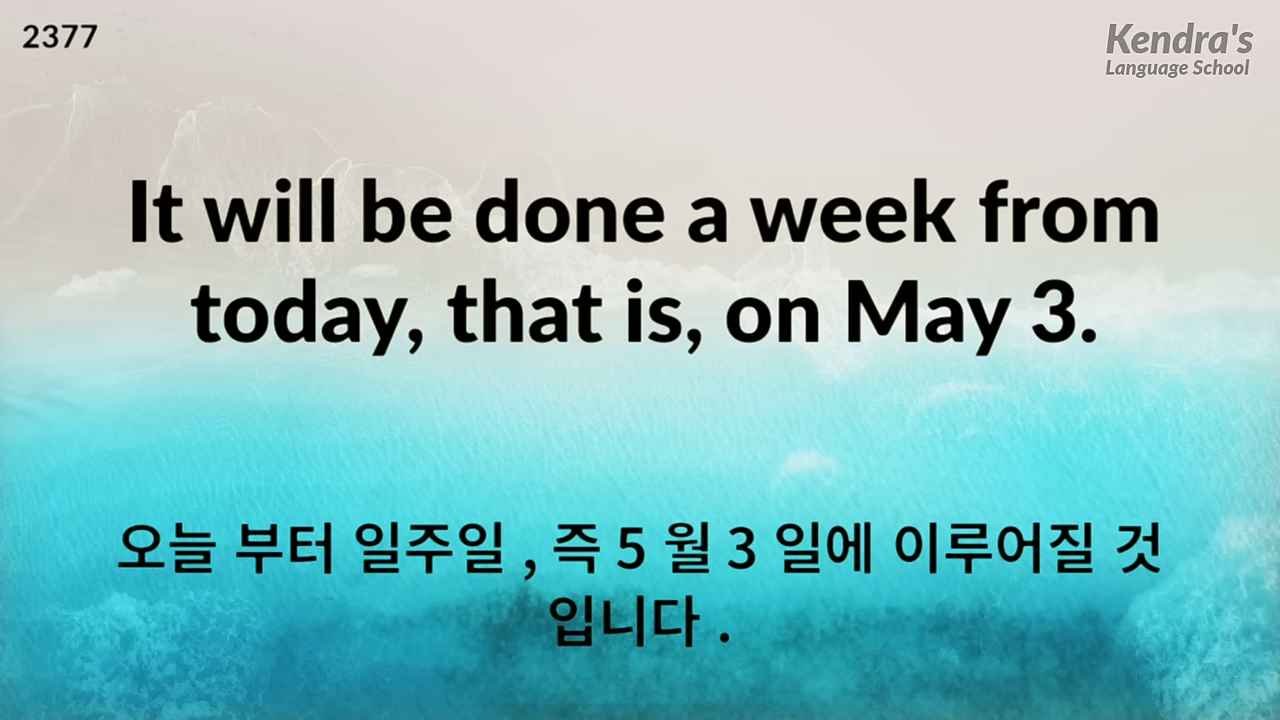 2377
Kendra's
Language School
It will be done a week from
today, that is, on May 3.
오늘 부터 일주일 , 즉 5 월 3 일에 이루어질 것
입니다 .